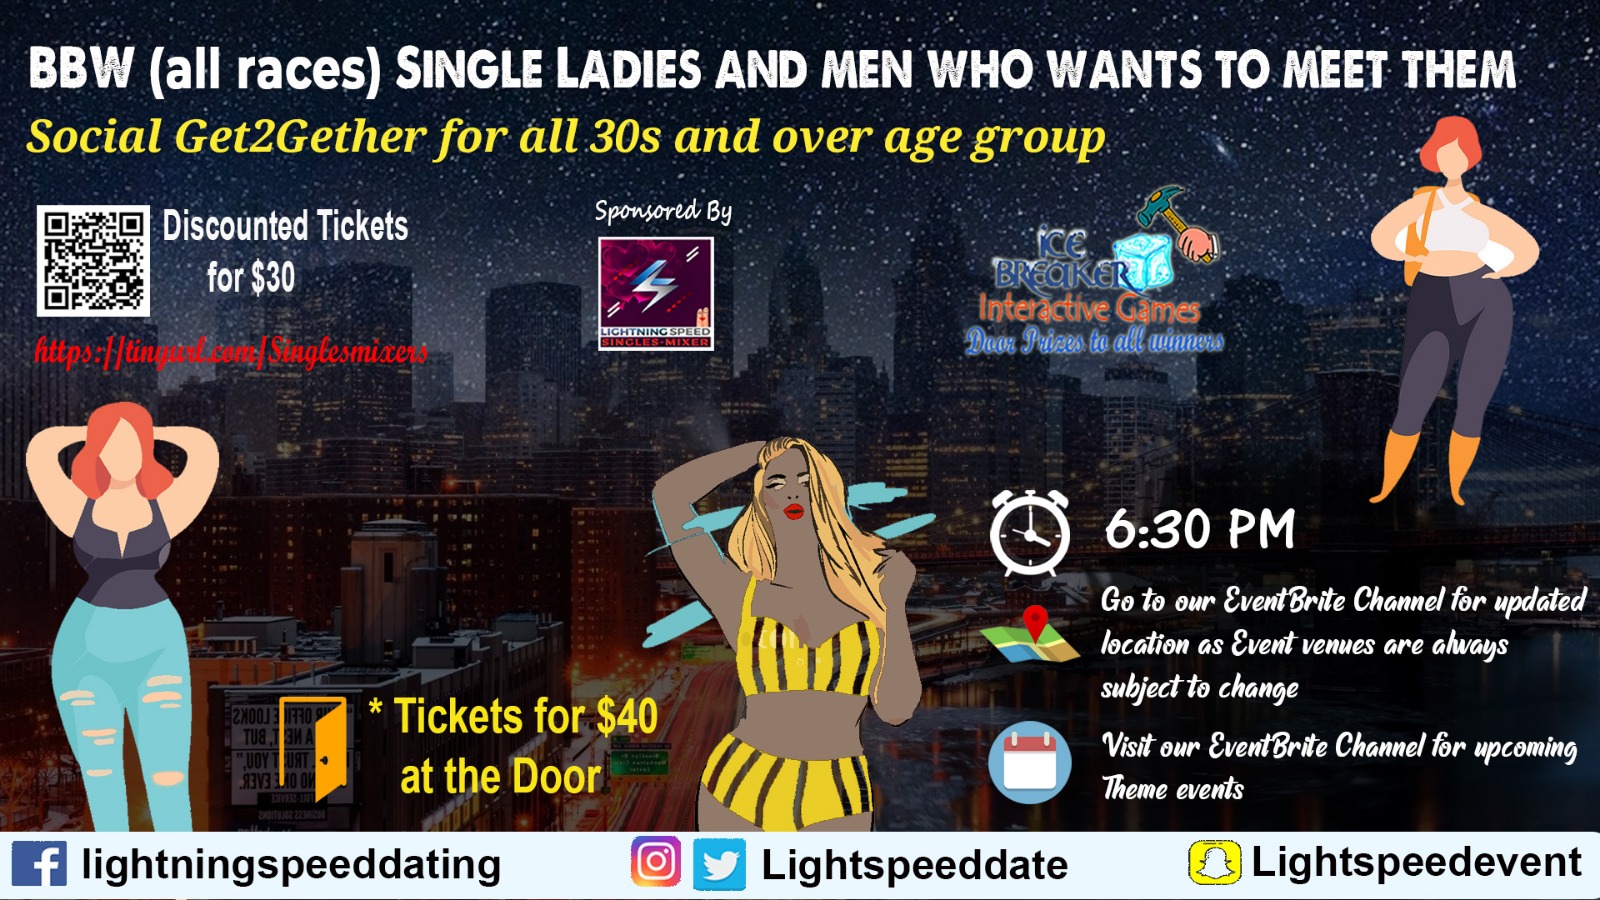 BBW (all races) SINGLE LADIES AND MEN WHO WANTS TO MEET THEM
Social Get2Gether for all 30s and over age group
Discounted Tickets
for $30
https://tinyurl.com/Singlesmixers
Sponsored By
LIGHTNING SPEED
SINGLES-MIXER
ICE
BREAKER
Interactive Games
Door Prizes to all winners
6:30 PM
Go to our EventBrite Channel for updated
location as Event venues are always
subject to change
Visit our EventBrite Channel for upcoming
Theme events
* Tickets for $40
at the Door
lightningspeeddating
Lightspeeddate
Lightspeedevent